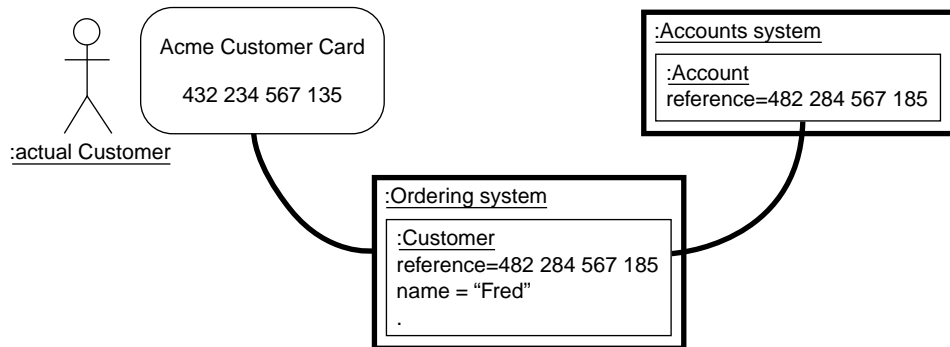 Acme Customer Card
432 234 567 135
:actual Customer
:Accounts system
:Account
reference=482 284 567 185
:Ordering system
:Customer
reference=482 284 567 185
name = “Fred”
.